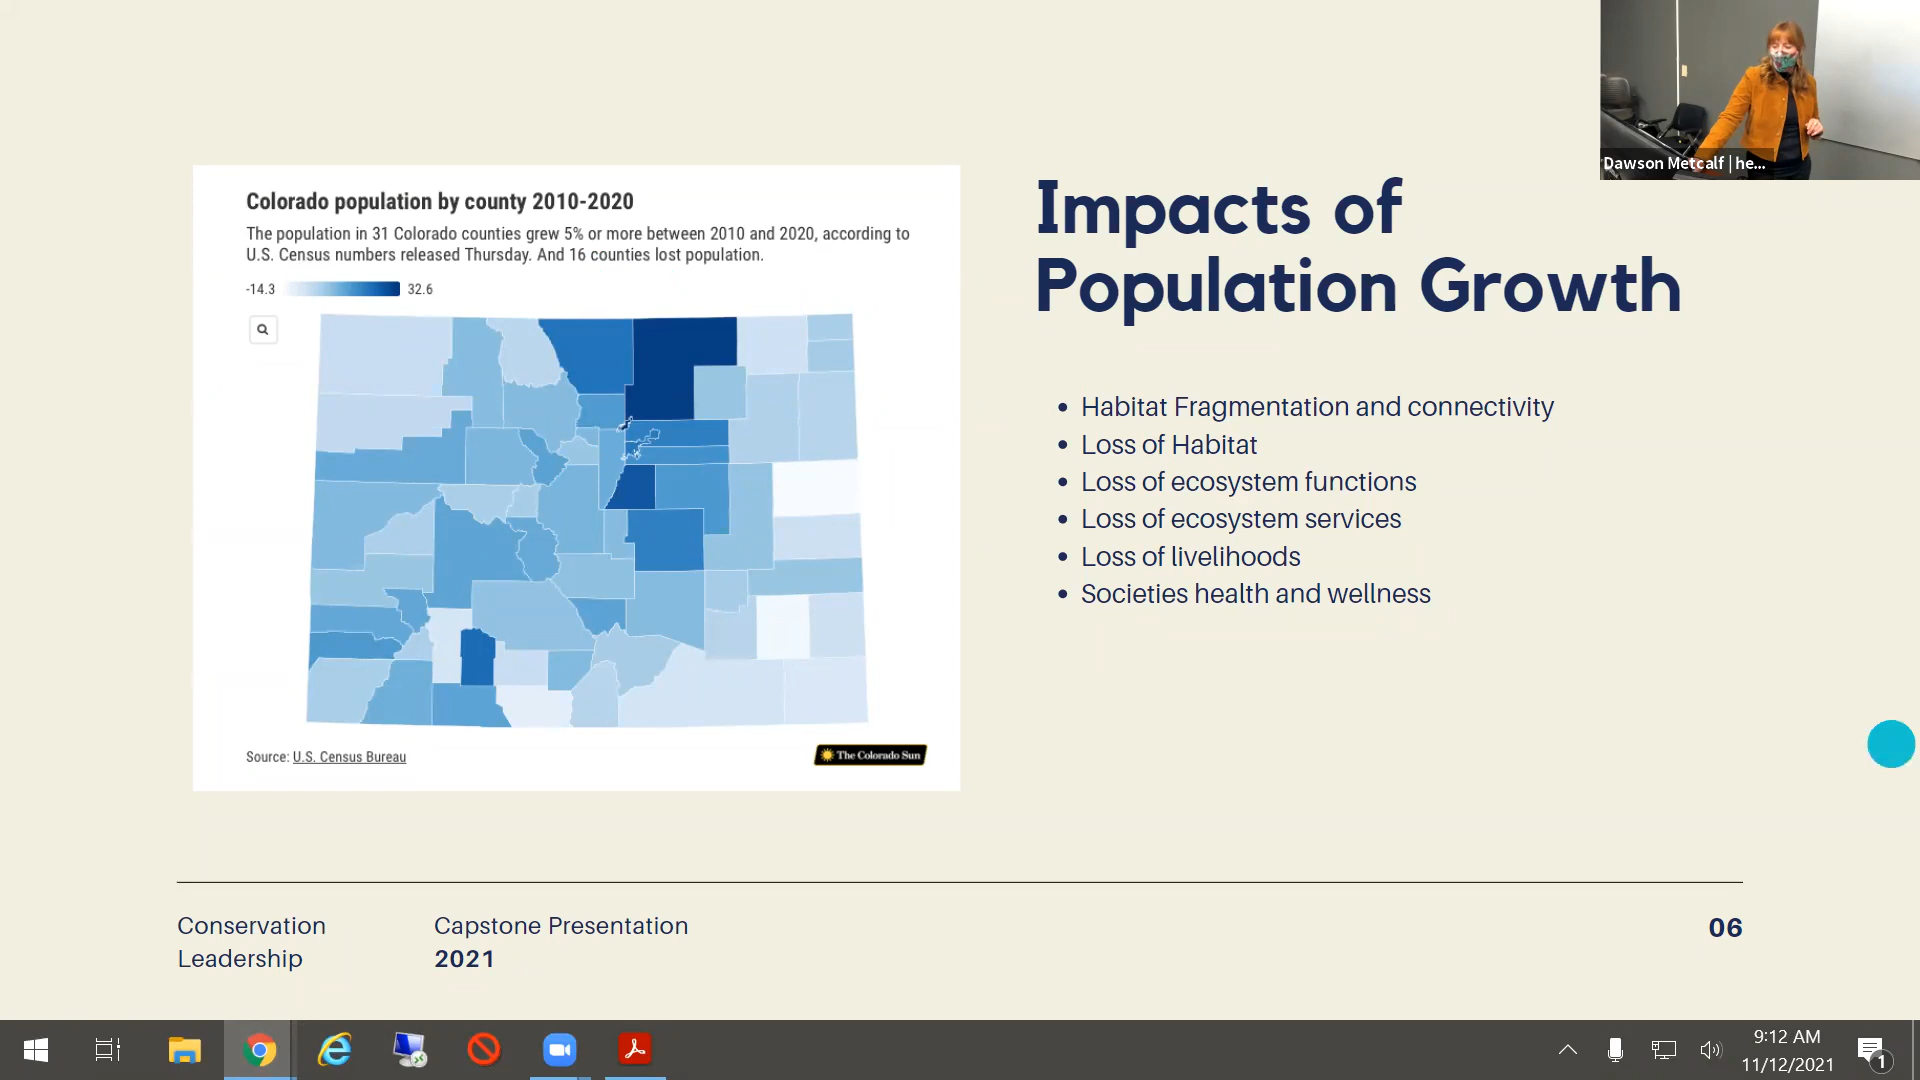 Dawson Metcalf | he...
Colorado population by county 2010-2020
The population in 31 Colorado counties grew 5% or more between 2010 and 2020, according to
U.S. Census numbers released Thursday. And 16 counties lost population.
-14.3 32.6
Source: U.S. Census Bureau
The Colorado Sun
Impacts of
Population Growth
• Habitat Fragmentation and connectivity
• Loss of Habitat
• Loss of ecosystem functions
• Loss of ecosystem services
• Loss of livelihoods
• Societies health and wellness
Conservation
Leadership
Capstone Presentation
2021
06
9:12 AM
11/12/2021
1